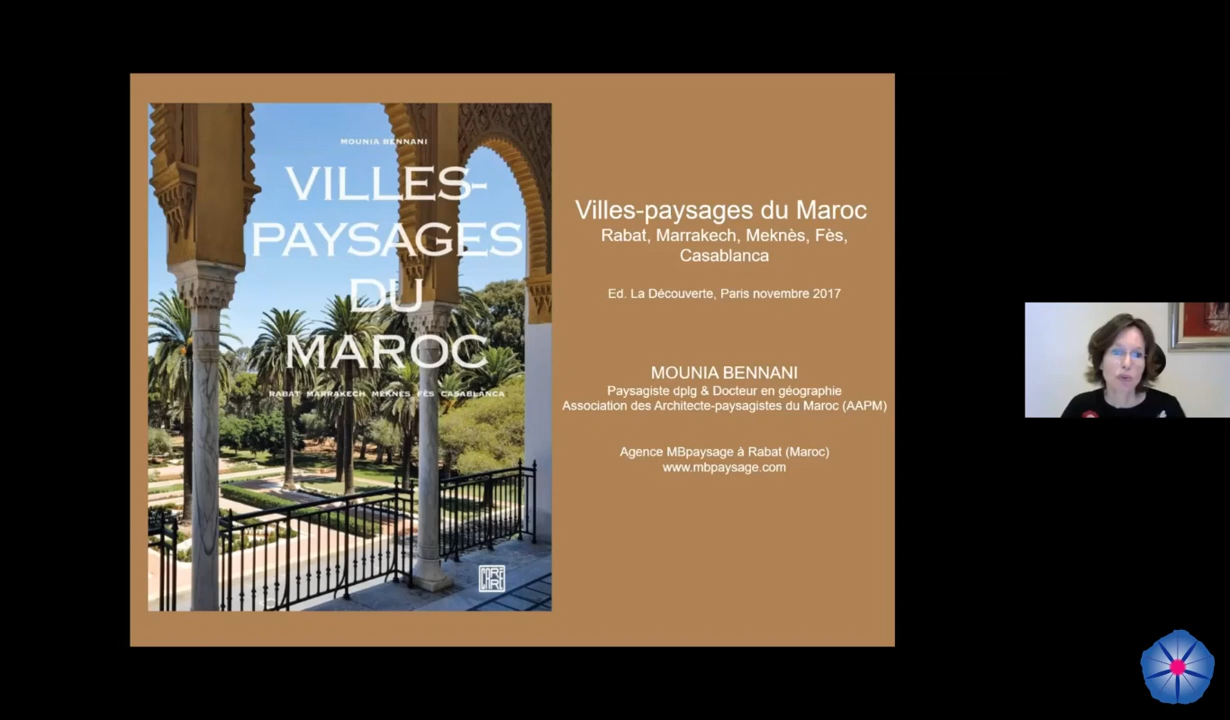 MOUNIA BENNANI
VILLES-
PAYSAGES
DU
MAROC
RABAT MARRAKECH MEKNES FÈS CASABLANCA
Villes-paysages du Maroc
Rabat, Marrakech, Meknès, Fès,
Casablanca
Ed. La Découverte, Paris novembre 2017
MOUNIA BENNANI
Paysagiste dplg & Docteur en géographie
Association des Architecte-paysagistes du Maroc (AAPM)
Agence MBpaysage à Rabat (Maroc)
www.mbpaysage.com